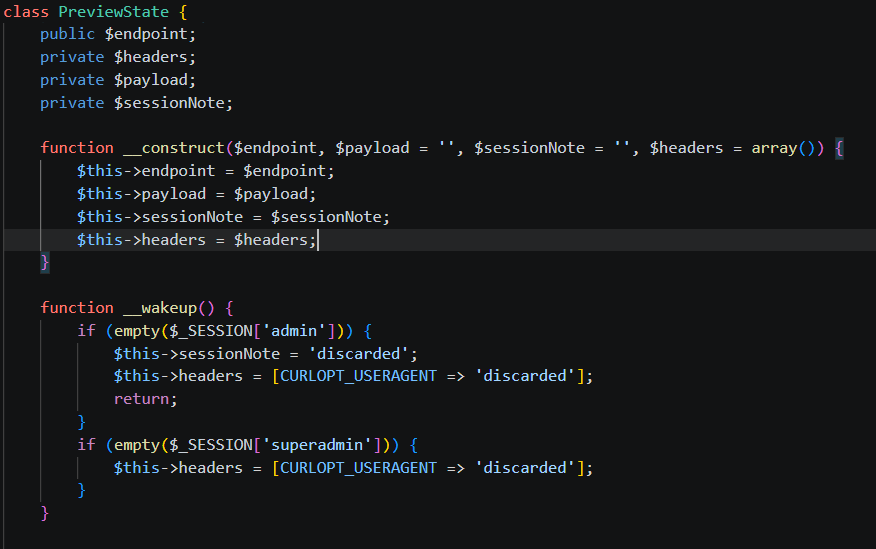 class PreviewState {
    public $endpoint;
    private $headers;
    private $payload;
    private $sessionNote;
    function __construct($endpoint, $payload = '', $sessionNote = '', $headers = array()) {
        $this->endpoint = $endpoint;
        $this->payload = $payload;
        $this->sessionNote = $sessionNote;
        $this->headers = $headers;
    }
    function __wakeup() {
        if (empty($_SESSION['admin'])) {
            $this->sessionNote = 'discarded';
            $this->headers = [CURLOPT_USERAGENT => 'discarded'];
            return;
        }
        if (empty($_SESSION['superadmin'])) {
            $this->headers = [CURLOPT_USERAGENT => 'discarded'];
        }
    }